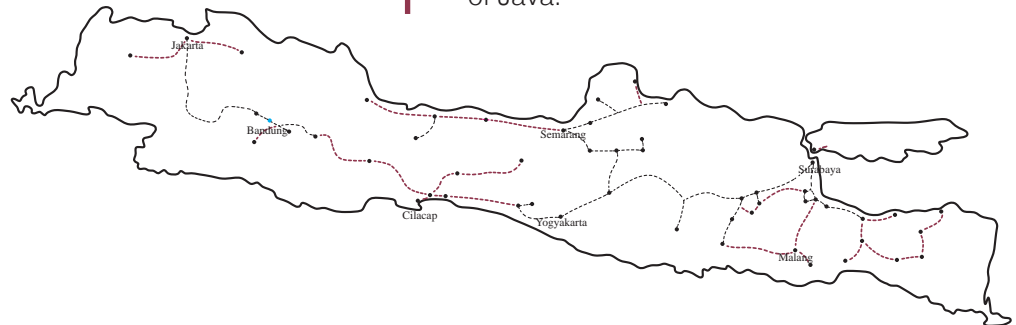 of Java.
Jakarta
Bandung
Semarang
Surabaya
Cilacap
Yogyakarta
Malang